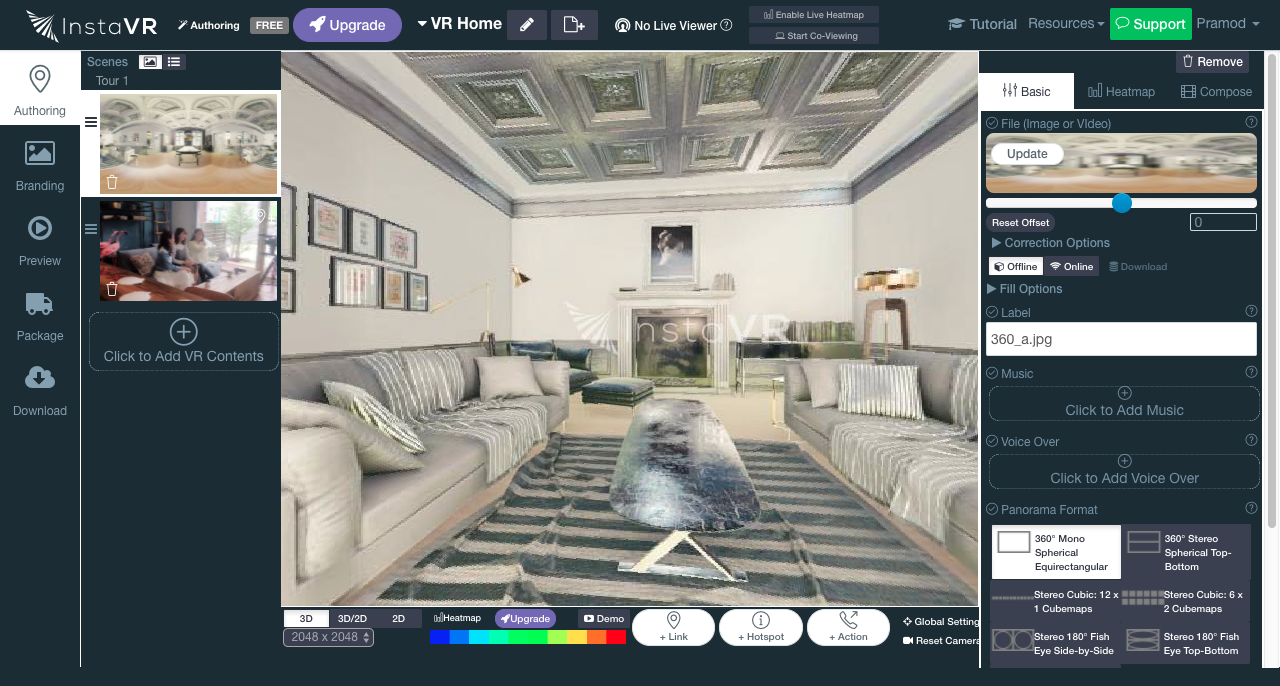 InstaVR
Authoring
FREE
Upgrade
VR Home
No Live Viewer
Enable Live Heatmap
Start Co-Viewing
Tutorial
Resources
Support
Pramod
Authoring
Branding
Preview
Package
Download
Scenes
Tour 1
Click to Add VR Contents
InstaVR
3D
3D/2D
2D
2048 x 2048
Heatmap
Upgrade
Demo
+ Link
+ Hotspot
+ Action
Global Setting
Reset Camera
Remove
Basic
Heatmap
Compose
File (Image or VIdeo)
Update
Reset Offset
0
Correction Options
Offline
Online
Download
Fill Options
Label
360_a.jpg
Music
Click to Add Music
Voice Over
Click to Add Voice Over
Panorama Format
360° Mono
Spherical
Equirectangular
360° Stereo
Spherical Top-
Bottom
Stereo Cubic: 12 x
1 Cubemaps
Stereo Cubic: 6 x
2 Cubemaps
Stereo 180° Fish
Eye Side-by-Side
Stereo 180° Fish
Eye Top-Bottom